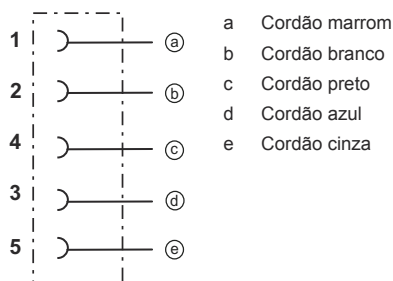 1 a
2 b
4 c
3 d
5 e
a Cordão marrom
b Cordão branco
c Cordão preto
d Cordão azul
e Cordão cinza